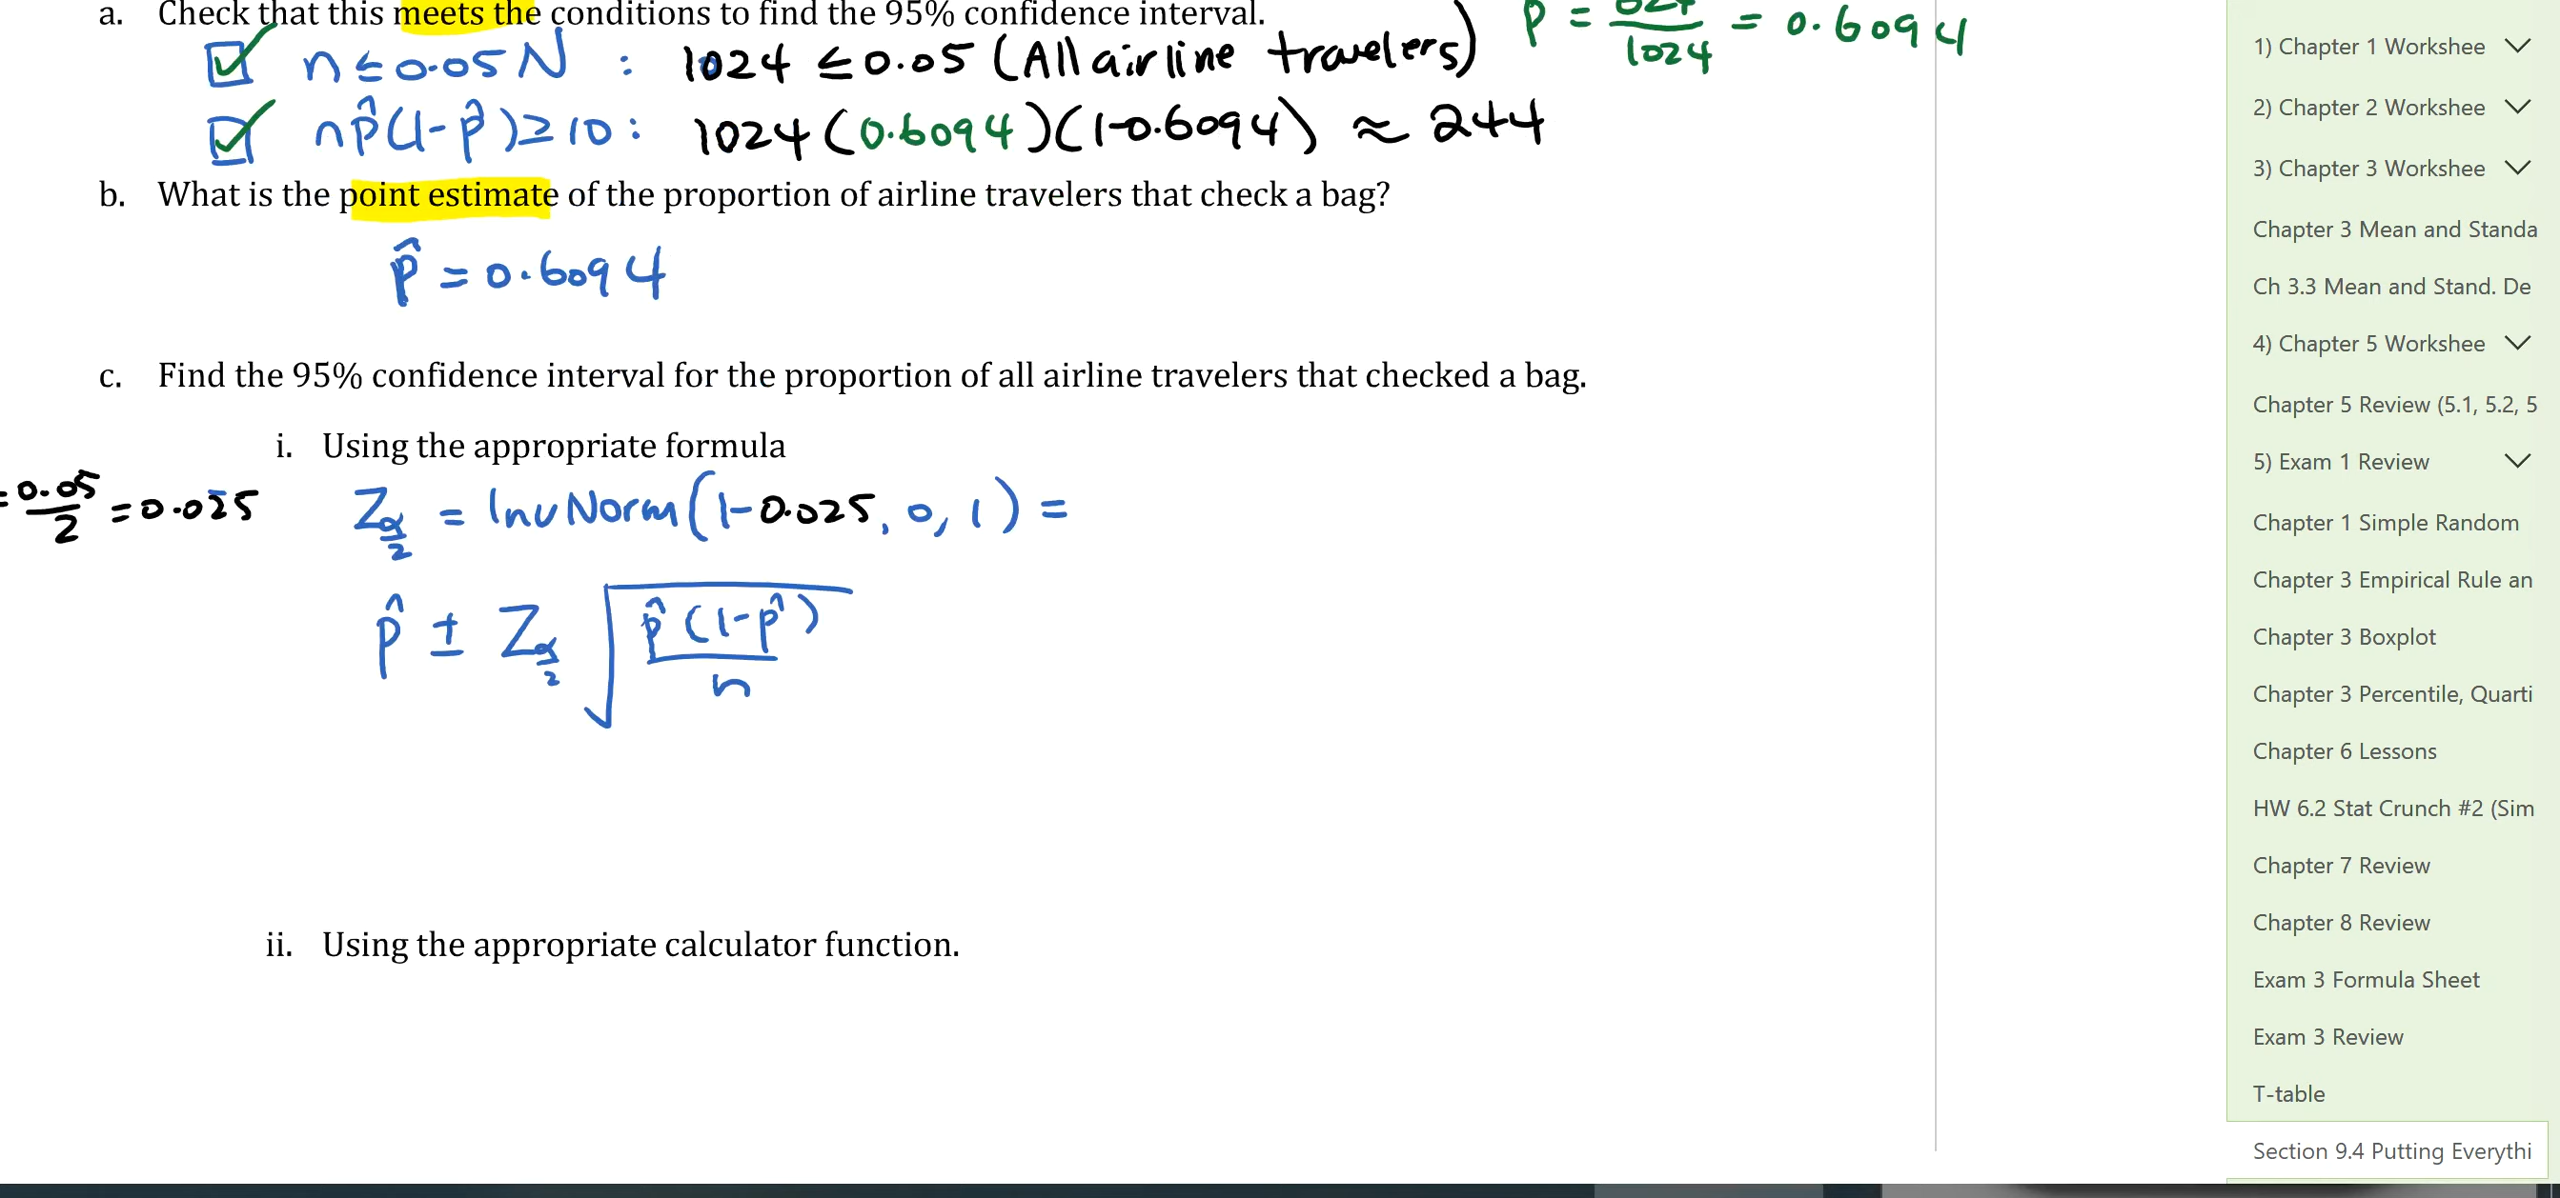 a. Check that this meets the conditions to find the 95% confidence interval.
p̂ = 624/1024 = 0.6094
n ≤ 0.05N : 1024 ≤ 0.05 (All airline travelers)
np̂(1-p̂) ≥ 10 : 1024(0.6094)(1-0.6094) ≈ 244
b. What is the point estimate of the proportion of airline travelers that check a bag?
p̂ = 0.6094
c. Find the 95% confidence interval for the proportion of all airline travelers that checked a bag.
i. Using the appropriate formula
= 0.05/2 = 0.025 Z_α/2 = InvNorm(1-0.025, 0, 1) =
p̂ ± Z_α/2 √(p̂(1-p̂)/n)
ii. Using the appropriate calculator function.
1) Chapter 1 Workshee
2) Chapter 2 Workshee
3) Chapter 3 Workshee
Chapter 3 Mean and Standa
Ch 3.3 Mean and Stand. De
4) Chapter 5 Workshee
Chapter 5 Review (5.1, 5.2, 5
5) Exam 1 Review
Chapter 1 Simple Random
Chapter 3 Empirical Rule an
Chapter 3 Boxplot
Chapter 3 Percentile, Quarti
Chapter 6 Lessons
HW 6.2 Stat Crunch #2 (Sim
Chapter 7 Review
Chapter 8 Review
Exam 3 Formula Sheet
Exam 3 Review
T-table
Section 9.4 Putting Everythi